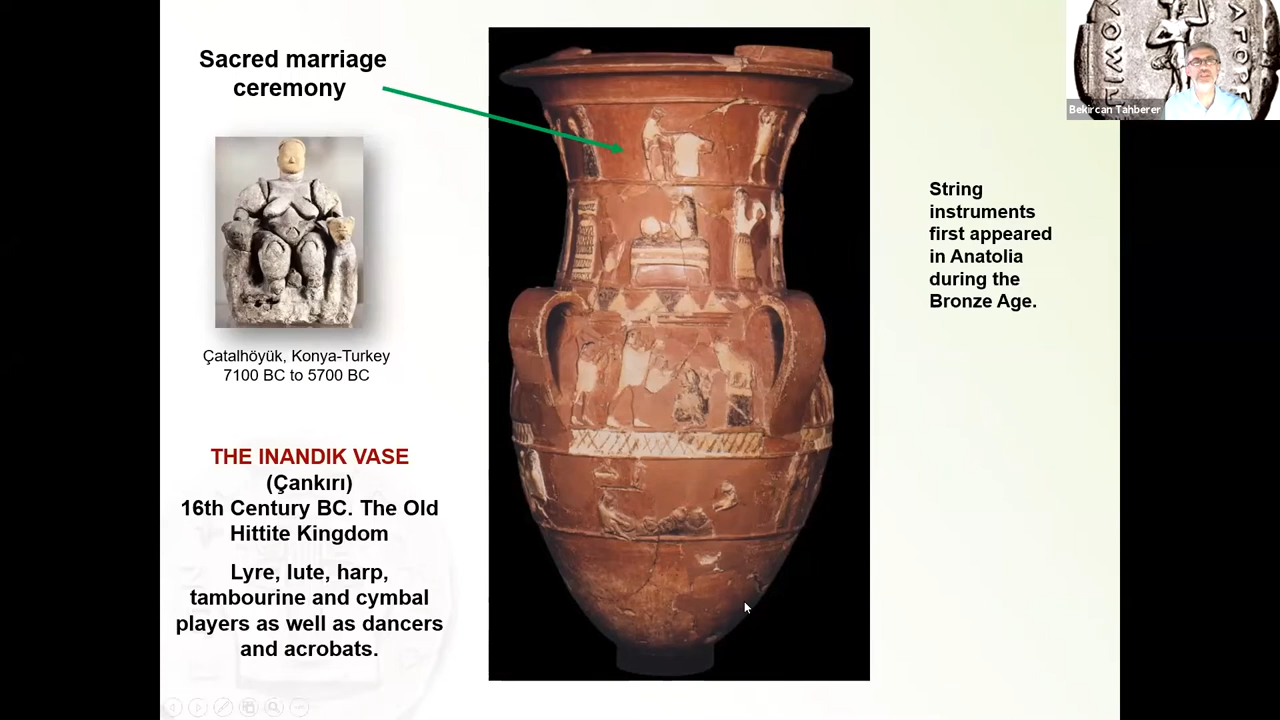 Sacred marriage
ceremony
Çatalhöyük, Konya-Turkey
7100 BC to 5700 BC
THE INANDIK VASE
(Çankırı)
16th Century BC. The Old
Hittite Kingdom
Lyre, lute, harp,
tambourine and cymbal
players as well as dancers
and acrobats.
String
instruments
first appeared
in Anatolia
during the
Bronze Age.
Bekircan Tahberer